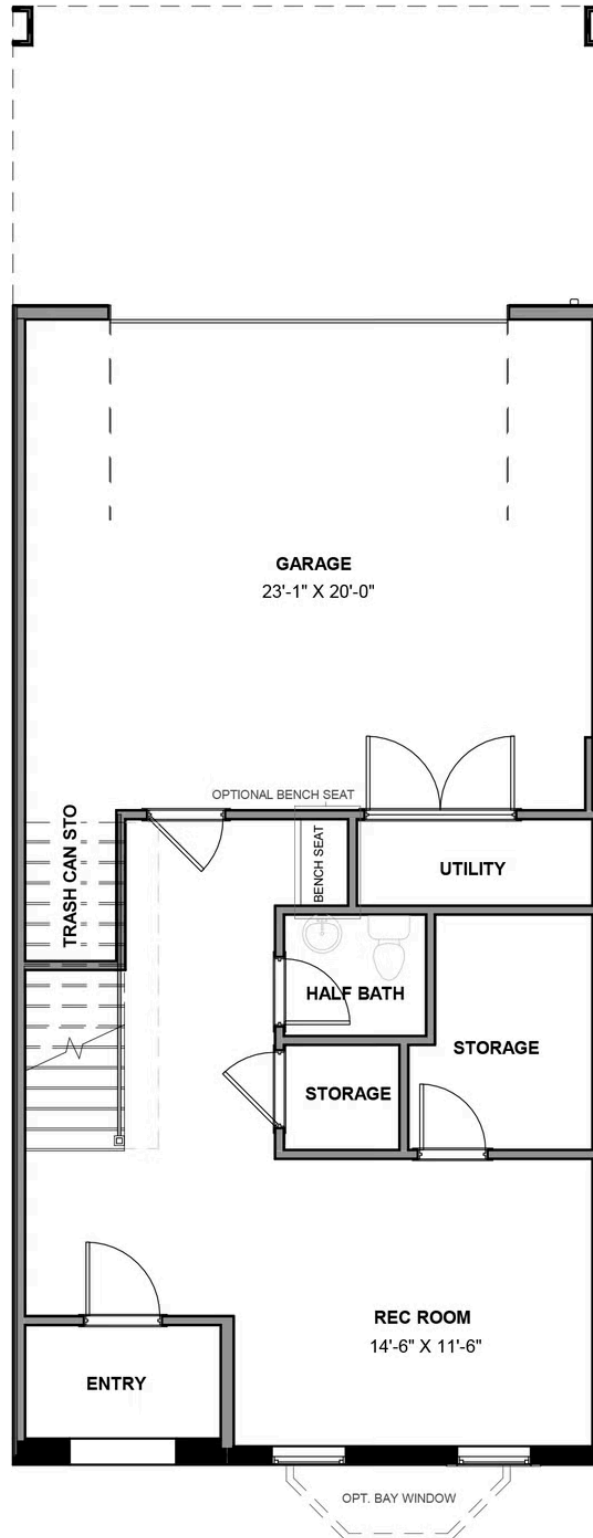 GARAGE
23'-1" X 20'-0"
OPTIONAL BENCH SEAT
TRASH CAN STO
BENCH SEAT
UTILITY
HALF BATH
STORAGE
STORAGE
REC ROOM
14'-6" X 11'-6"
ENTRY
OPT. BAY WINDOW